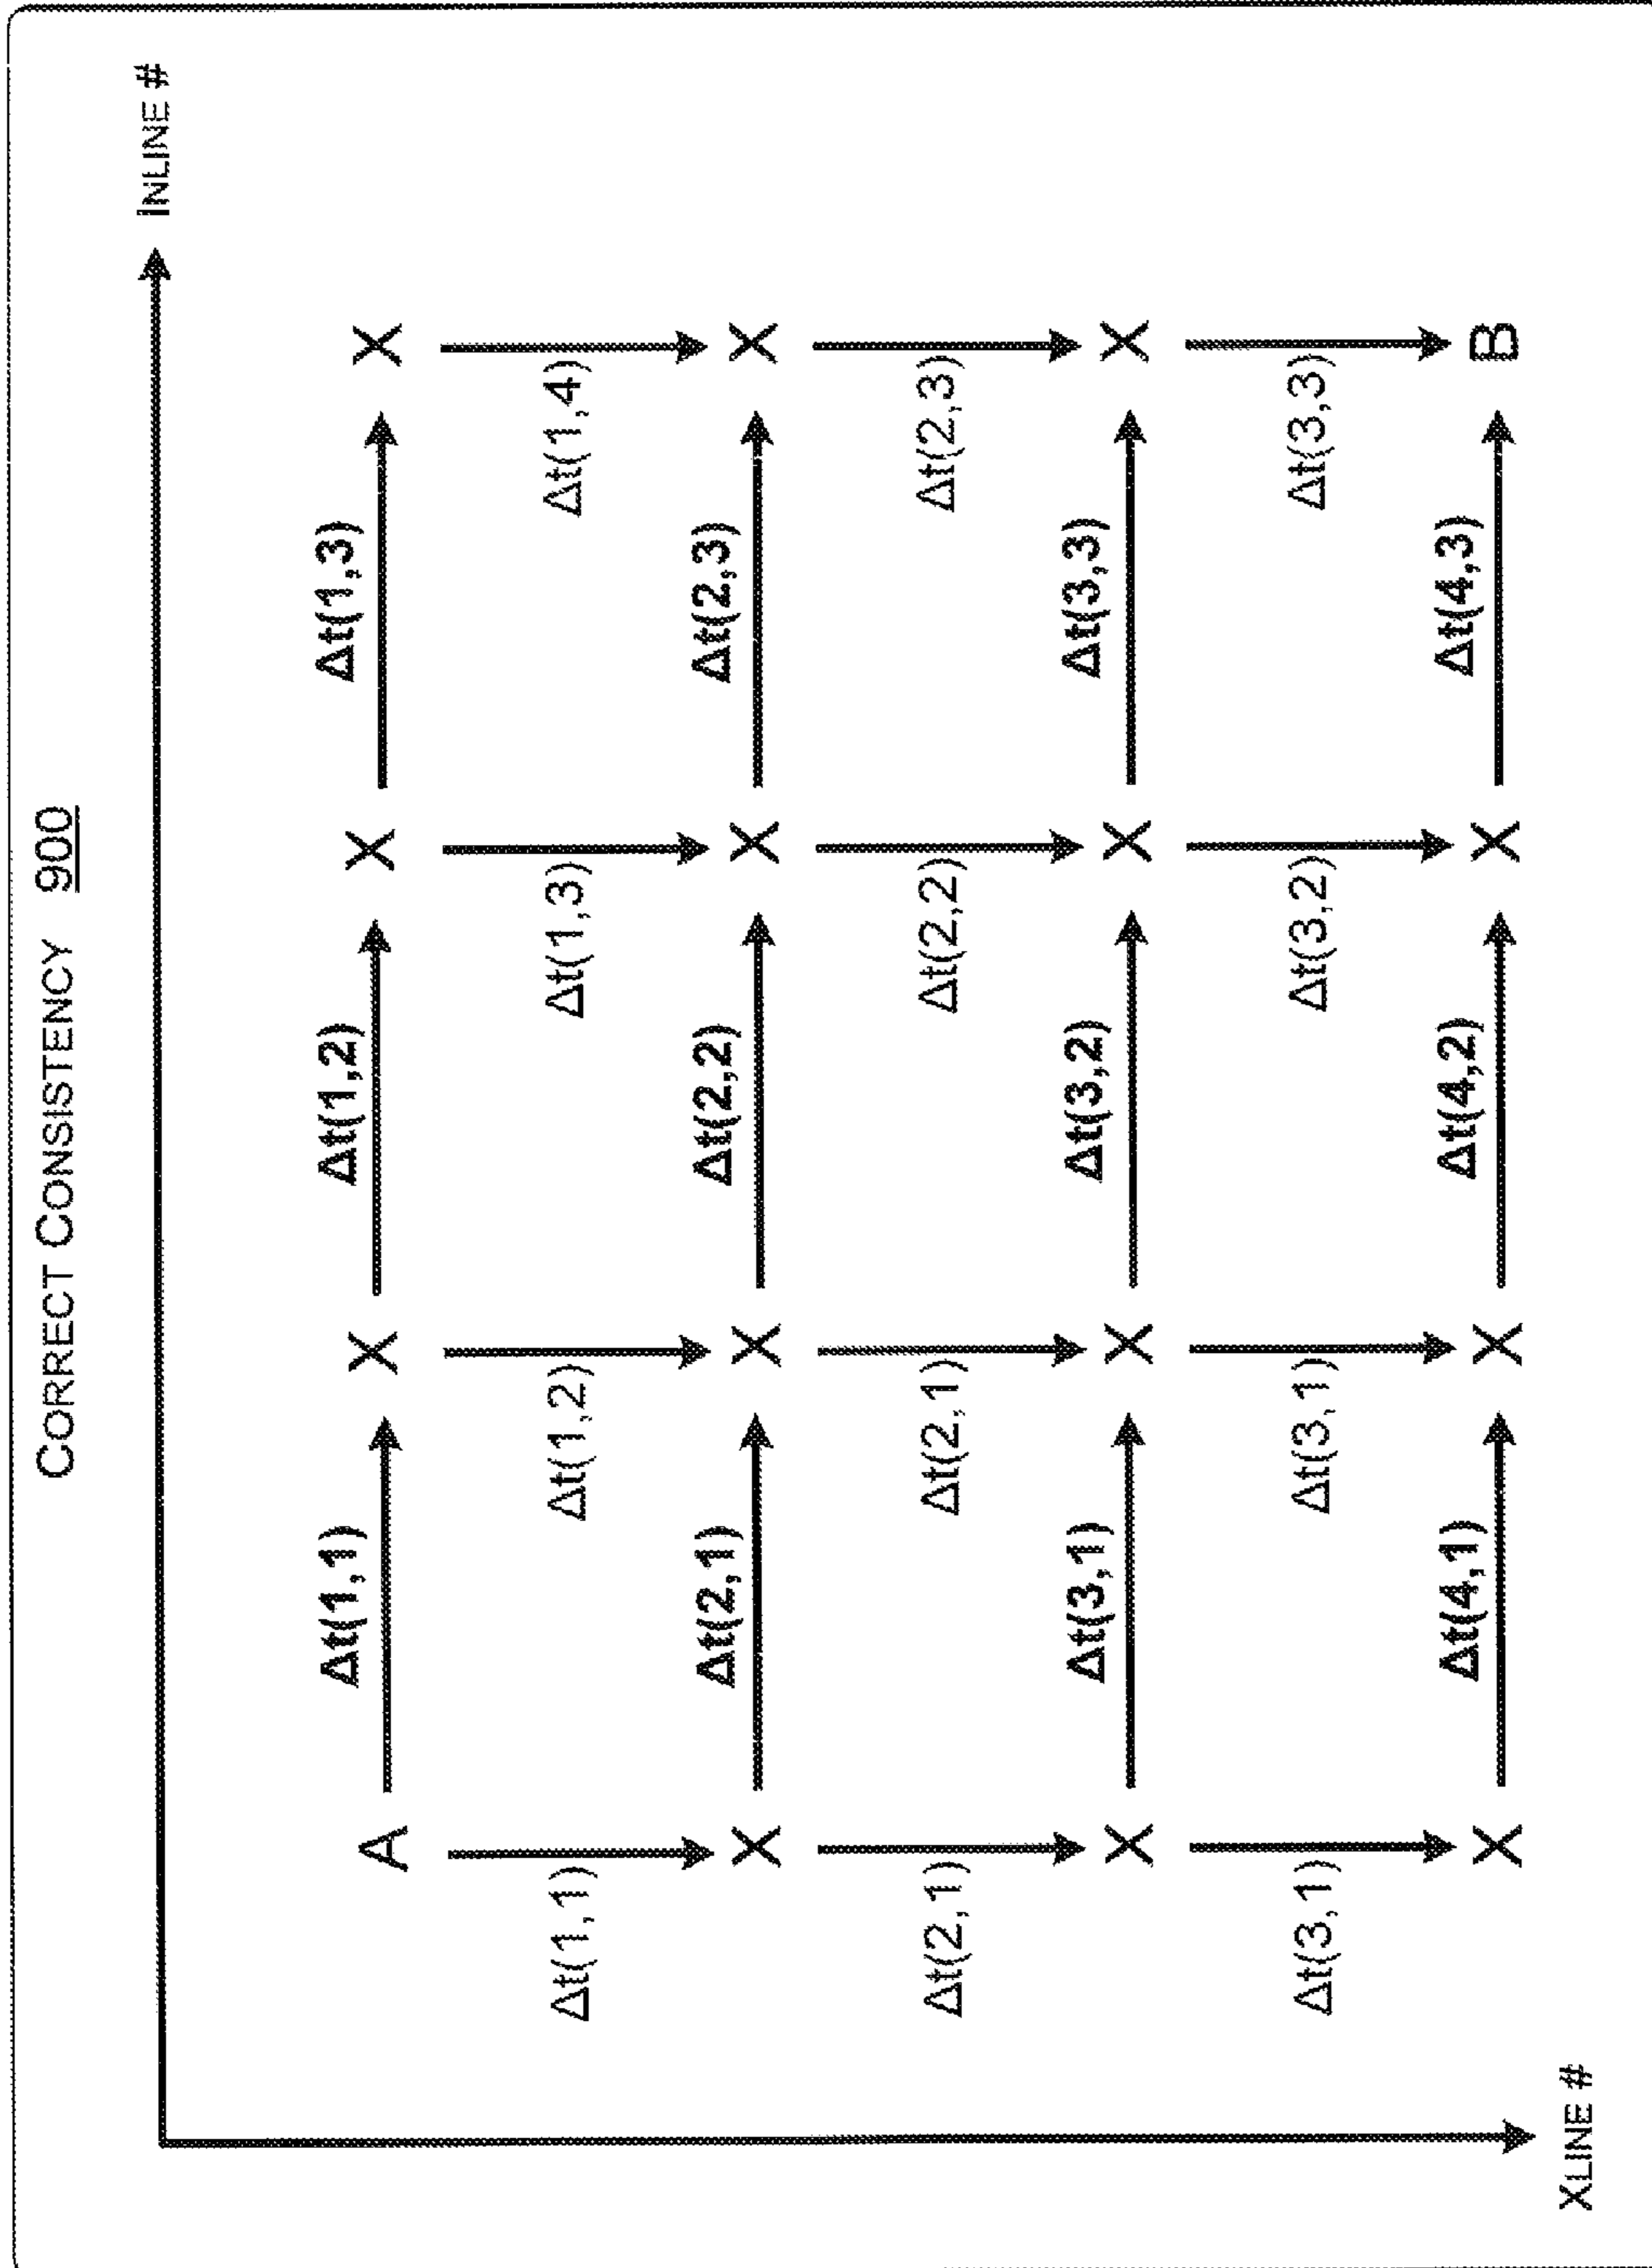 CORRECT CONSISTENCY 900
INLINE #
Δt(1,1) Δt(1,2) Δt(1,3)
A X X X
Δt(1,1) Δt(1,2) Δt(1,3) Δt(1,4)
Δt(2,1) Δt(2,2) Δt(2,3)
X X X X
Δt(2,1) Δt(2,1) Δt(2,2) Δt(2,3)
Δt(3,1) Δt(3,2) Δt(3,3)
X X X X
Δt(3,1) Δt(3,1) Δt(3,2) Δt(3,3)
Δt(4,1) Δt(4,2) Δt(4,3)
X X X B
XLINE #